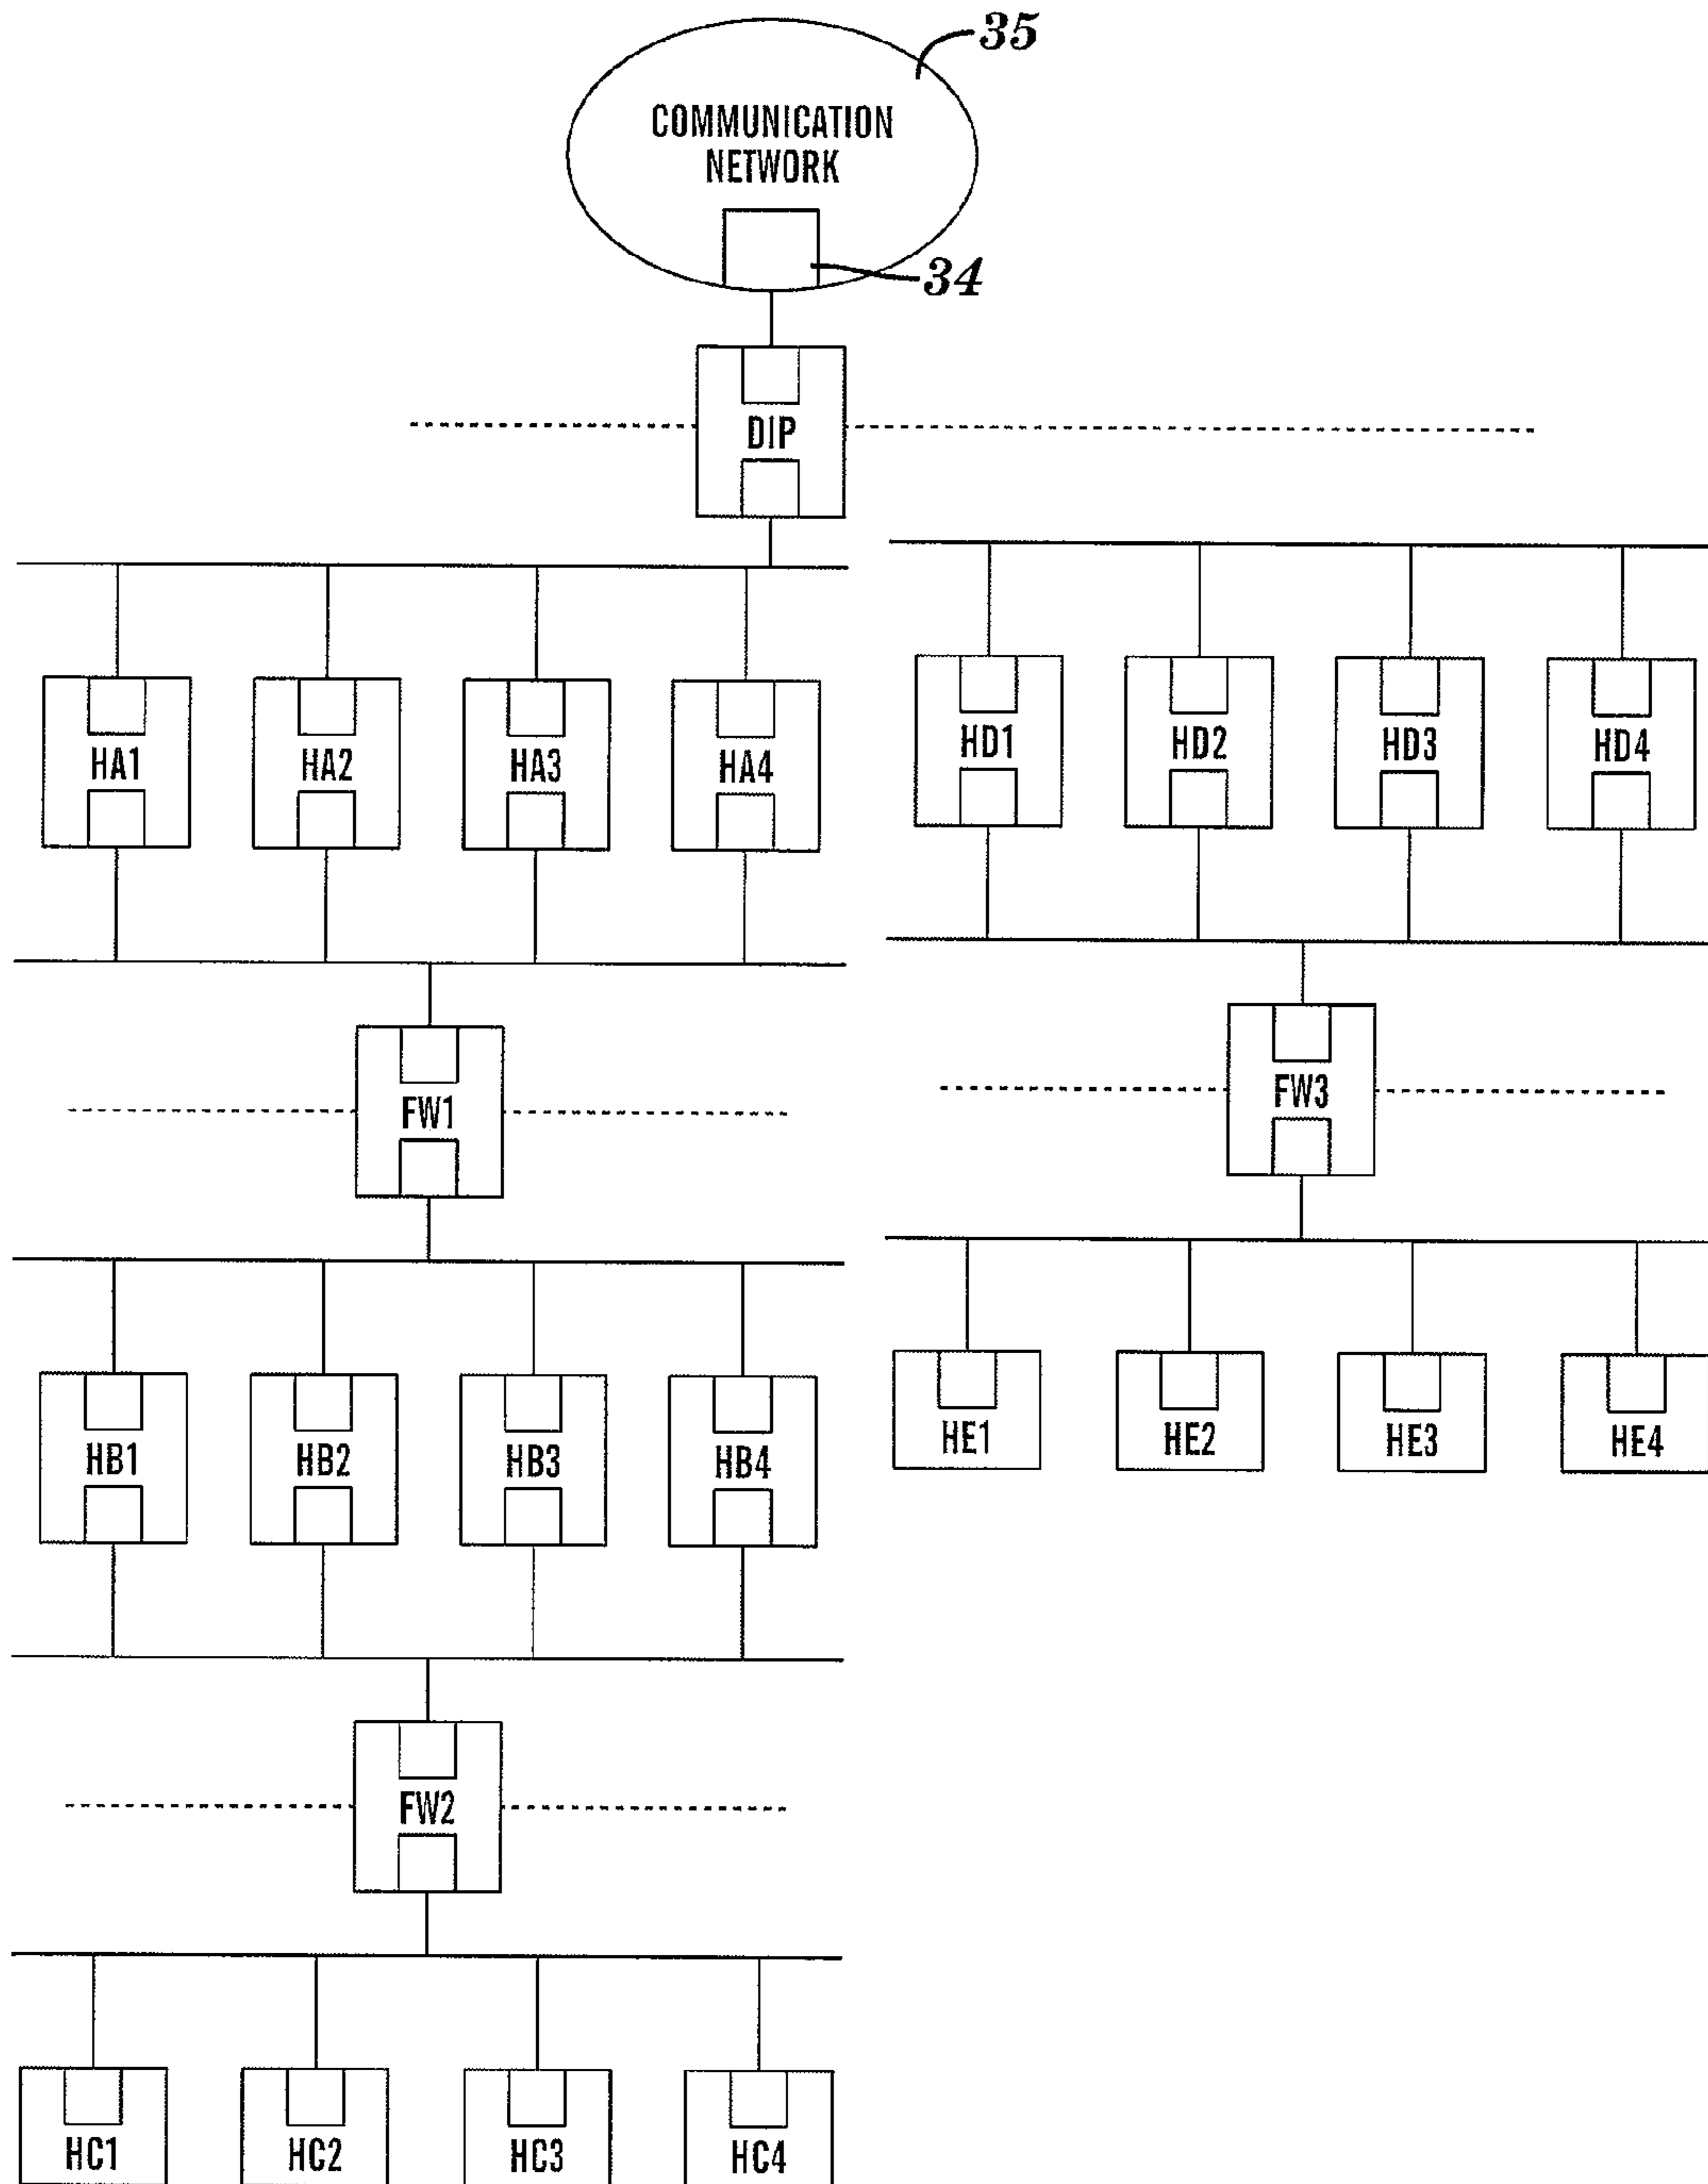 35
COMMUNICATION
NETWORK
34
DIP
HA1 HA2 HA3 HA4
HD1 HD2 HD3 HD4
FW1
FW3
HB1 HB2 HB3 HB4
HE1 HE2 HE3 HE4
FW2
HC1 HC2 HC3 HC4